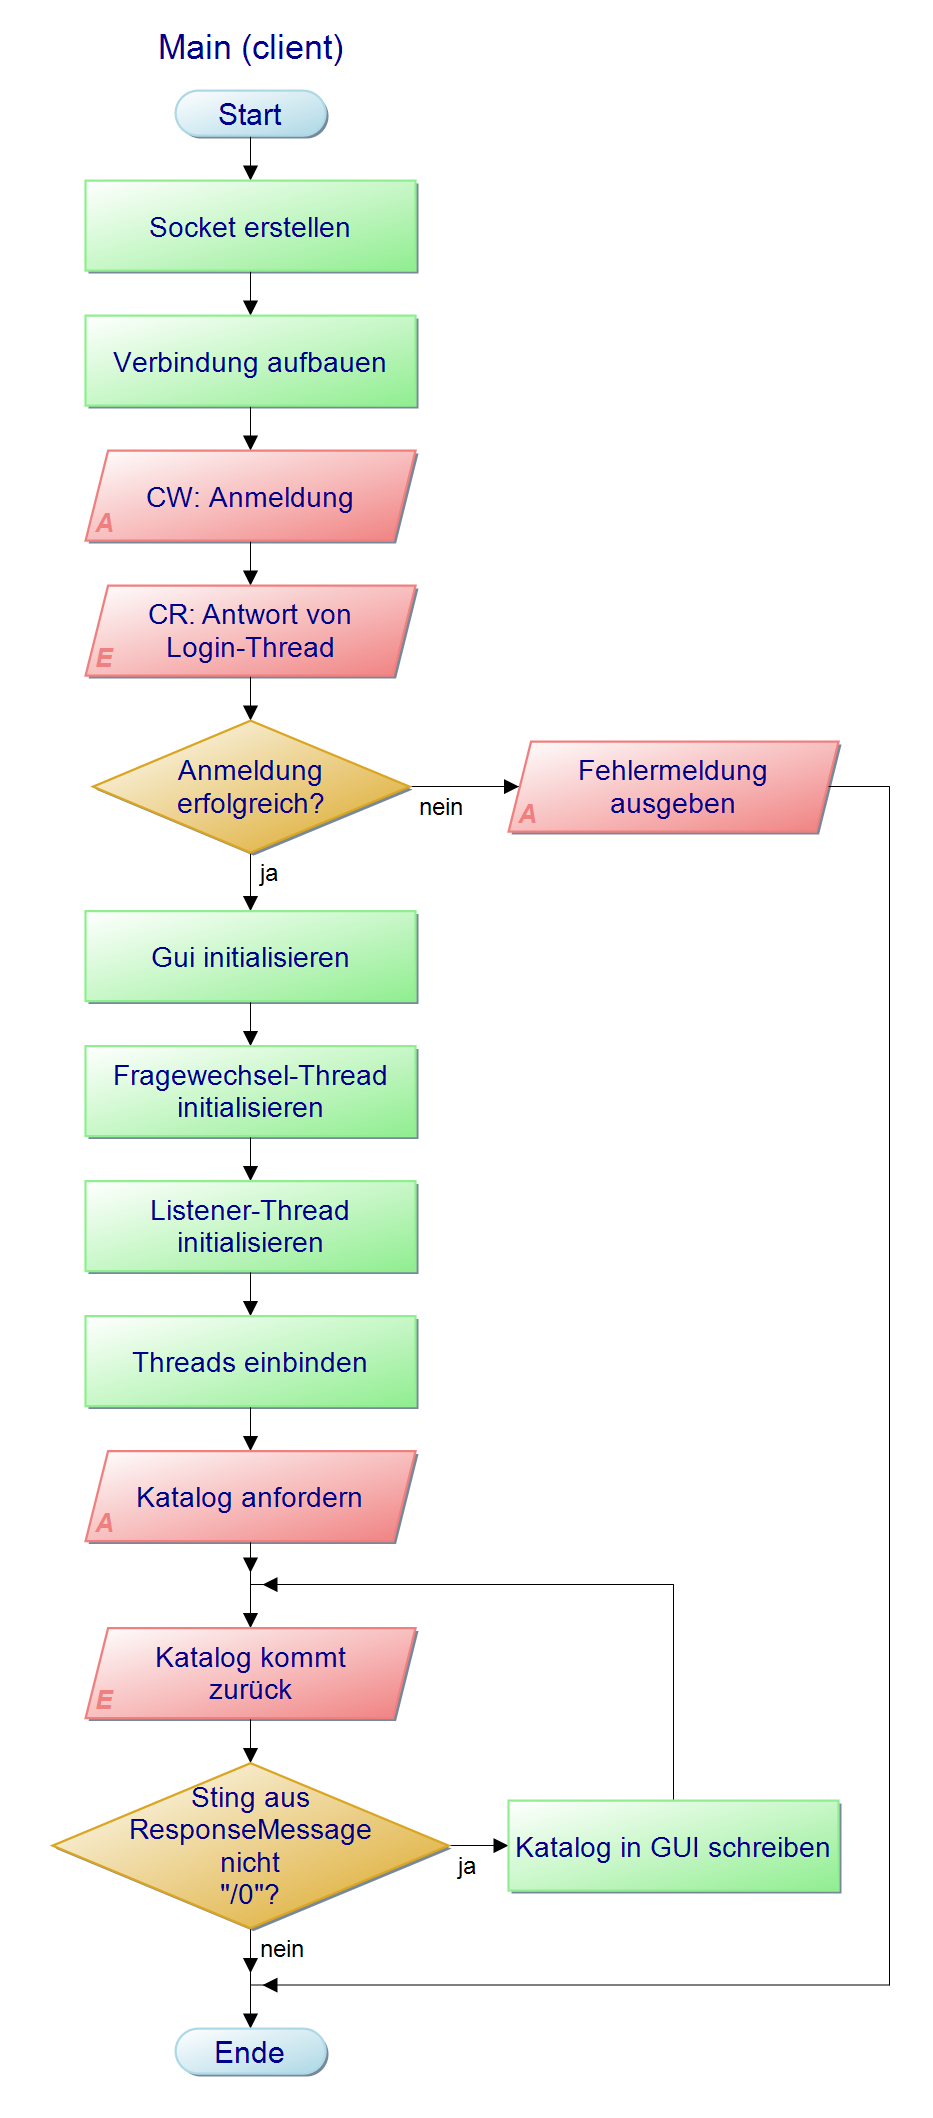 Main (client)
Start
Socket erstellen
Verbindung aufbauen
CW: Anmeldung
A
CR: Antwort von
Login-Thread
E
Anmeldung
erfolgreich?
nein
Fehlermeldung
ausgeben
A
ja
Gui initialisieren
Fragewechsel-Thread
initialisieren
Listener-Thread
initialisieren
Threads einbinden
Katalog anfordern
A
Katalog kommt
zurück
E
Sting aus
ResponseMessage
nicht
"/0"?
ja
Katalog in GUI schreiben
nein
Ende